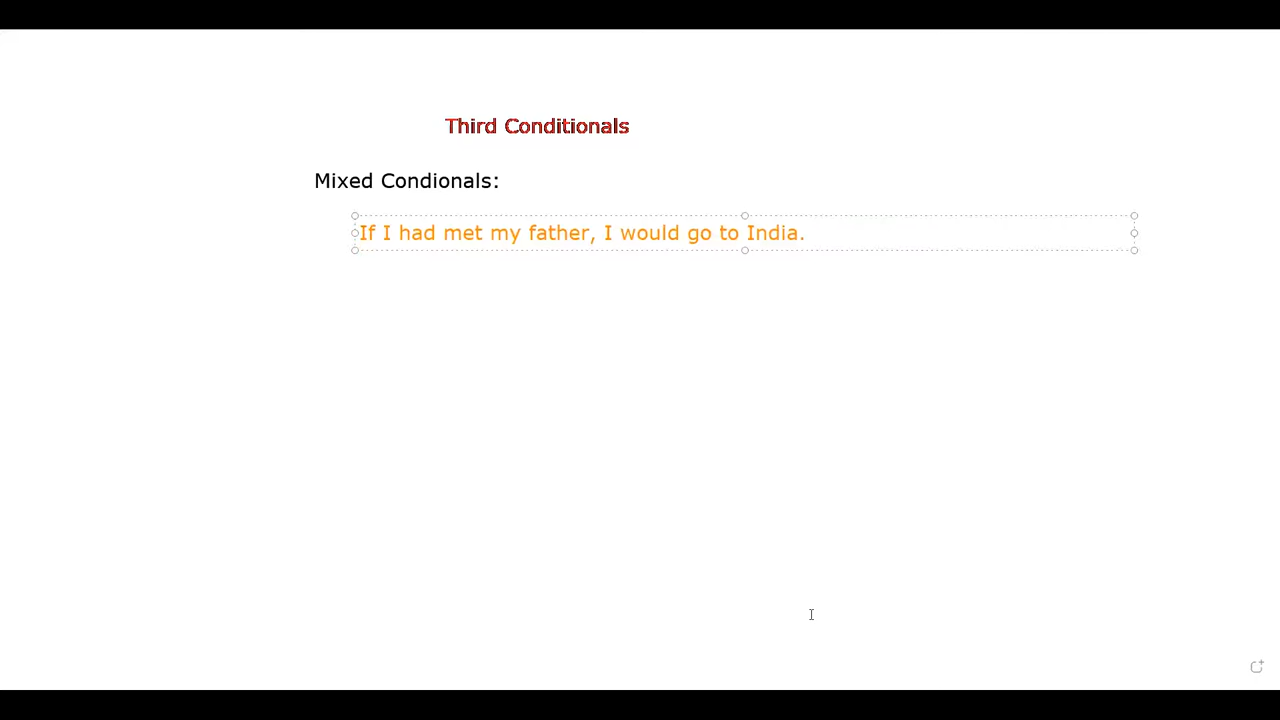 Third Conditionals
Mixed Condionals:
If I had met my father, I would go to India.